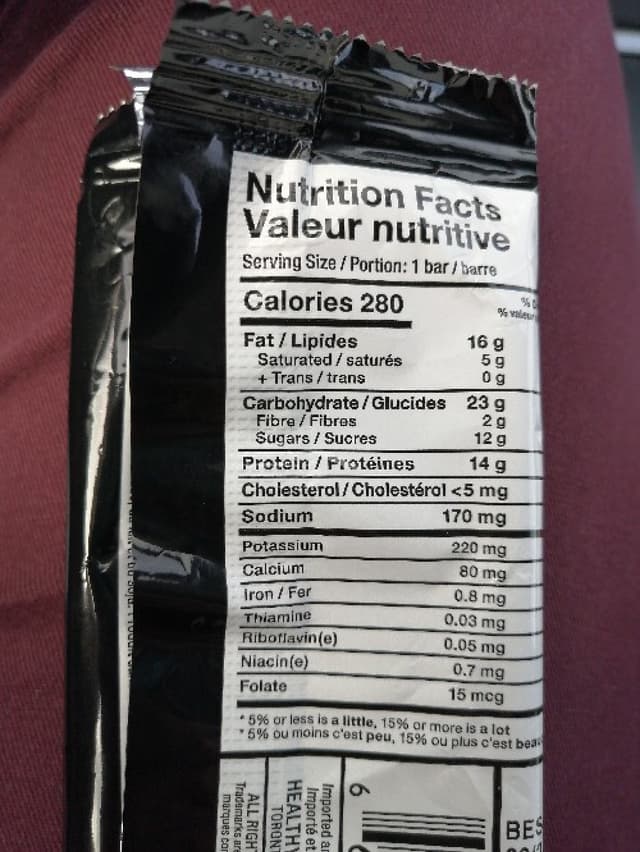 Nutrition Facts
Valeur nutritive
Serving Size / Portion: 1 bar / barre
Calories 280
%
% valeur
Fat / Lipides 16 g
Saturated / saturés 5 g
+ Trans / trans 0 g
Carbohydrate / Glucides 23 g
Fibre / Fibres 2 g
Sugars / Sucres 12 g
Protein / Protéines 14 g
Cholesterol / Cholestérol <5 mg
Sodium 170 mg
Potassium 220 mg
Calcium 80 mg
Iron / Fer 0.8 mg
Thiamine 0.03 mg
Riboflavin(e) 0.05 mg
Niacin(e) 0.7 mg
Folate 15 mcg
* 5% or less is a little, 15% or more is a lot
* 5% ou moins c'est peu, 15% ou plus c'est bea
Imported a
Importé et
HEALTHY
TORONT
ALL RIGH
Trademarks are
marques co
6
BES